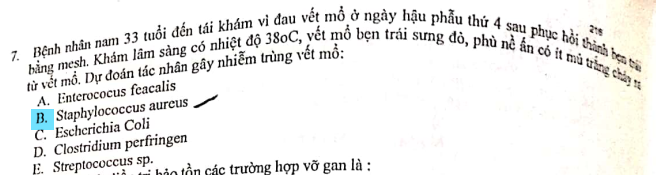 216
7. Bệnh nhân nam 33 tuổi đến tái khám vì đau vết mổ ở ngày hậu phẫu thứ 4 sau phục hồi thành bẹn trái
bằng mesh. Khám lâm sàng có nhiệt độ 38oC, vết mổ bẹn trái sưng đỏ, phù nề ấn có ít mủ trắng chảy ra
từ vết mổ. Dự đoán tác nhân gây nhiễm trùng vết mổ:
A. Enterococus feacalis
B. Staphylococcus aureus
C. Escherichia Coli
D. Clostridium perfringen
E. Streptococcus sp.
bảo tồn các trường hợp vỡ gan là :